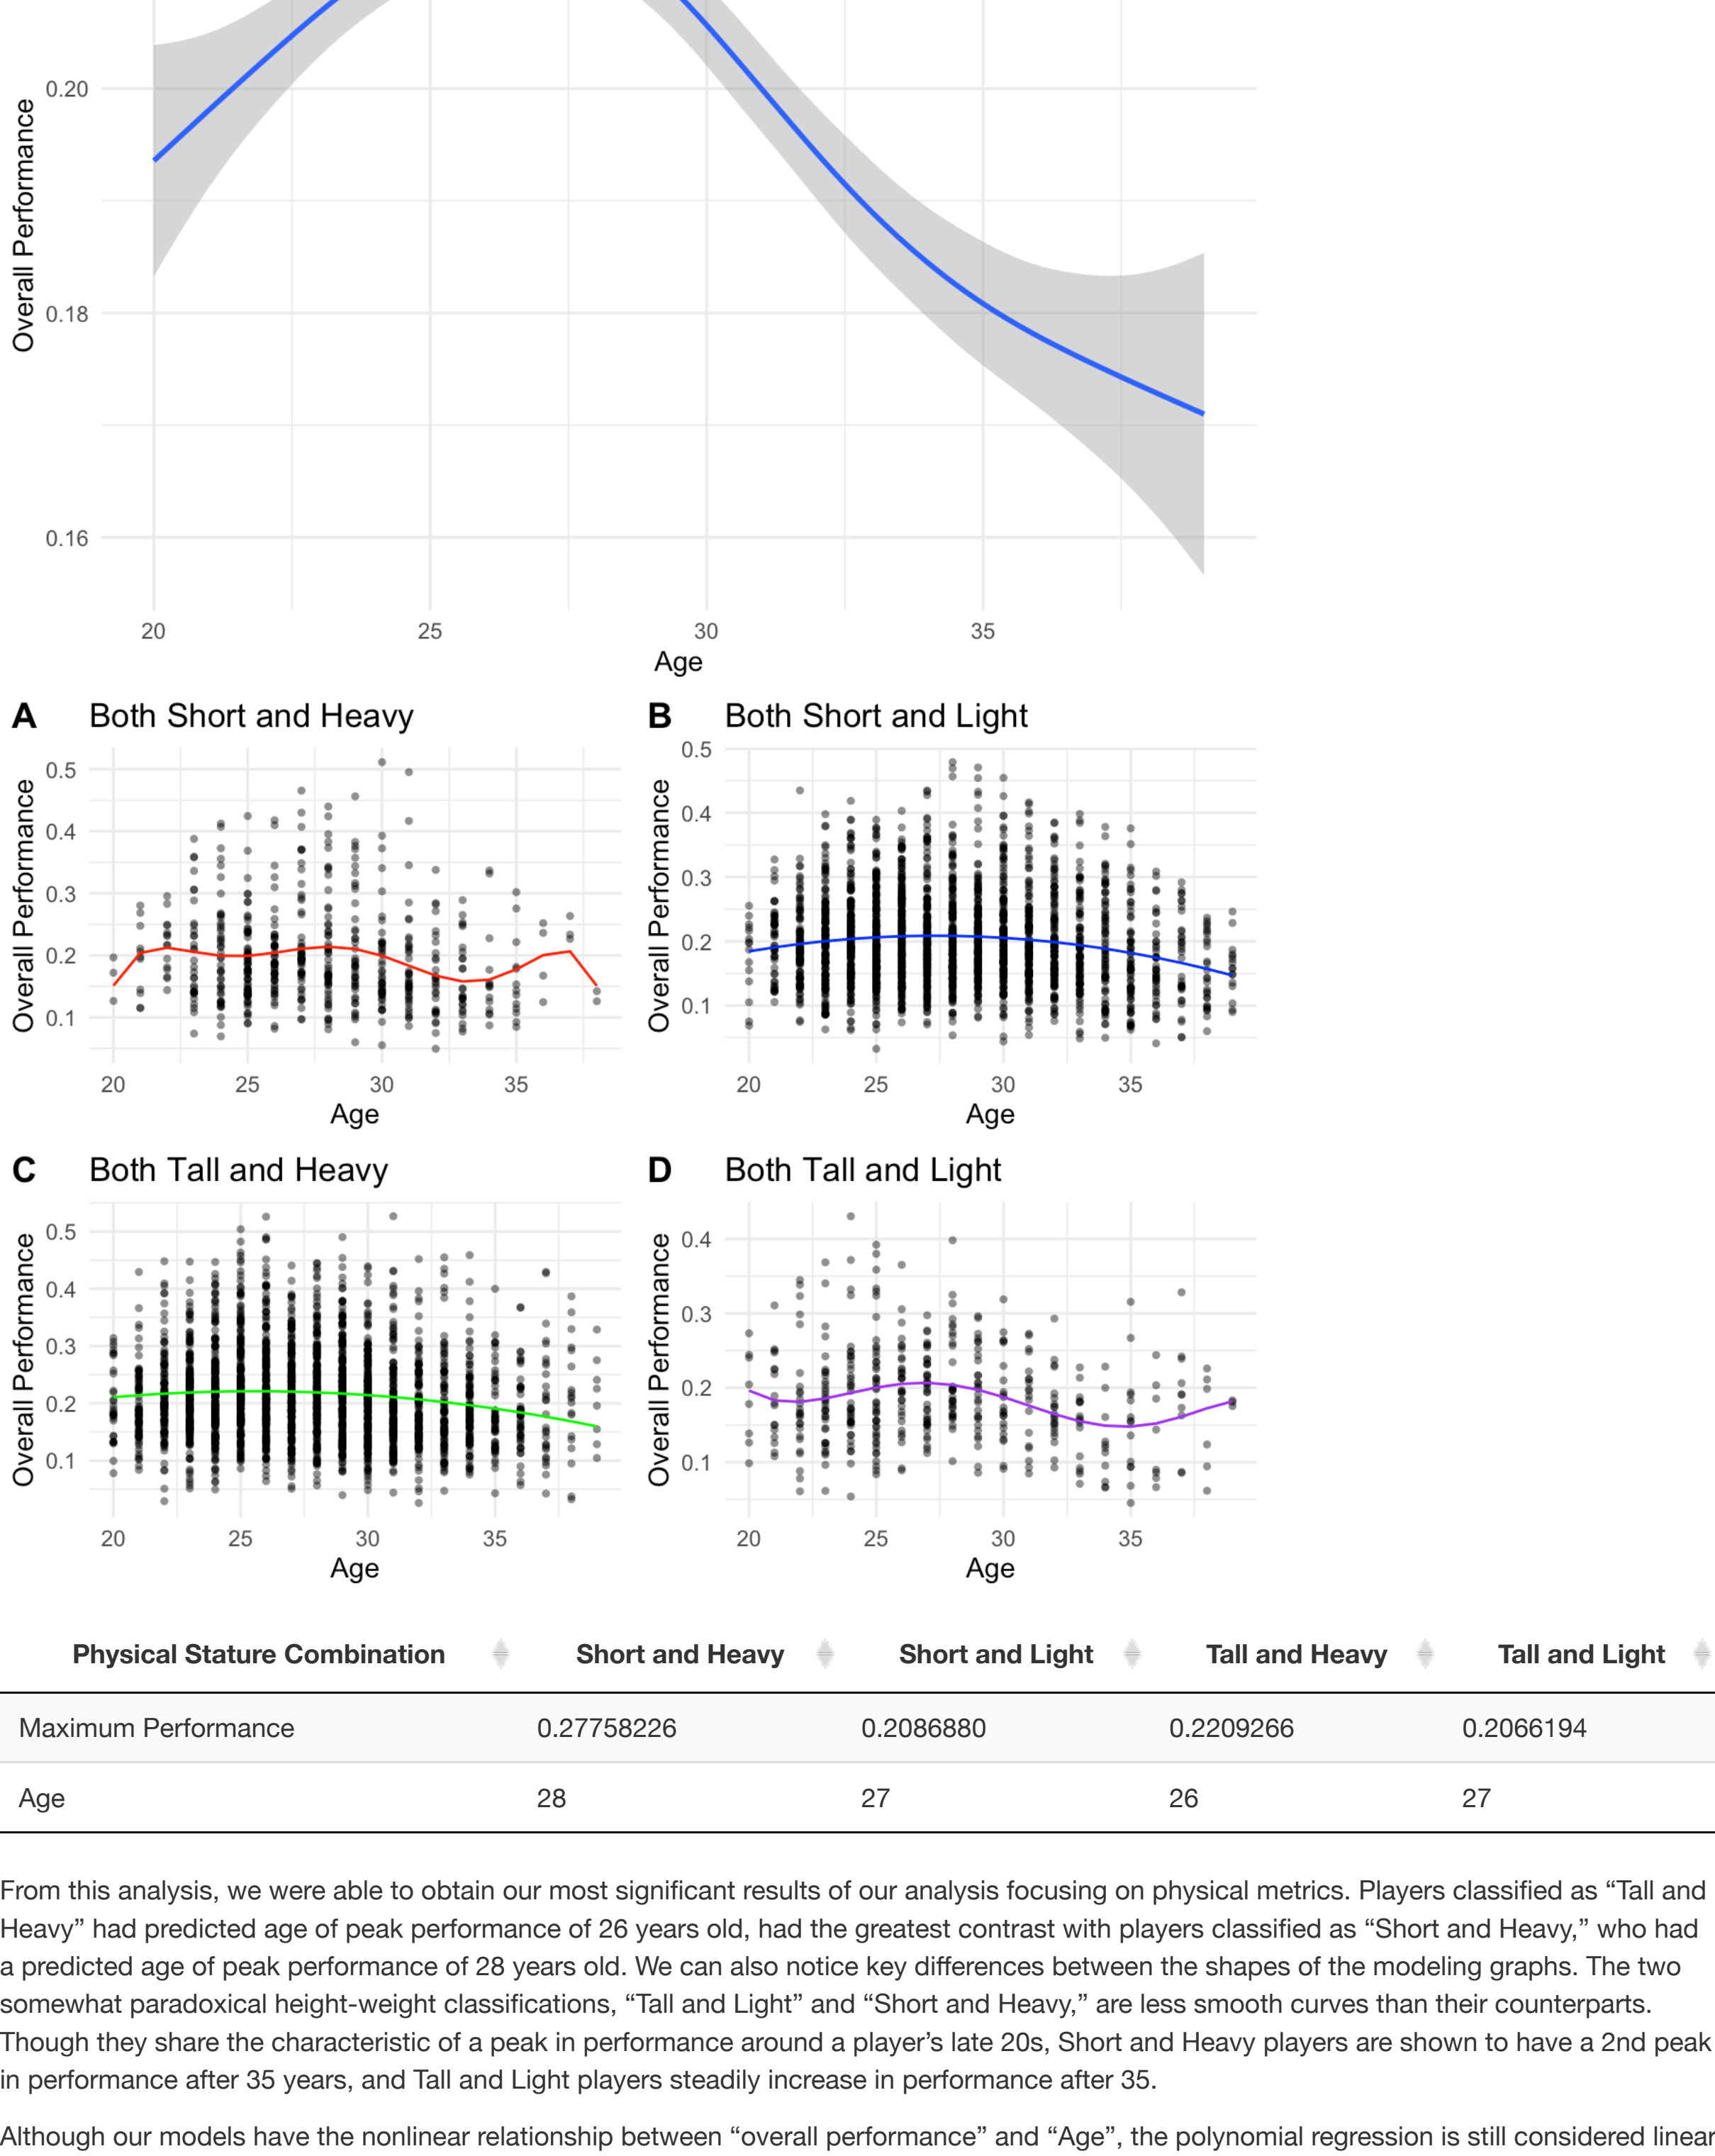 0.20
0.18
0.16
Overall Performance
20 25 30 35
Age
A Both Short and Heavy
0.5
0.4
0.3
0.2
0.1
Overall Performance
20 25 30 35
Age
B Both Short and Light
0.5
0.4
0.3
0.2
0.1
Overall Performance
20 25 30 35
Age
C Both Tall and Heavy
0.5
0.4
0.3
0.2
0.1
Overall Performance
20 25 30 35
Age
D Both Tall and Light
0.4
0.3
0.2
0.1
Overall Performance
20 25 30 35
Age
Physical Stature Combination Short and Heavy Short and Light Tall and Heavy Tall and Light
Maximum Performance 0.27758226 0.2086880 0.2209266 0.2066194
Age 28 27 26 27
From this analysis, we were able to obtain our most significant results of our analysis focusing on physical metrics. Players classified as “Tall and
Heavy” had predicted age of peak performance of 26 years old, had the greatest contrast with players classified as “Short and Heavy,” who had
a predicted age of peak performance of 28 years old. We can also notice key differences between the shapes of the modeling graphs. The two
somewhat paradoxical height-weight classifications, “Tall and Light” and “Short and Heavy,” are less smooth curves than their counterparts.
Though they share the characteristic of a peak in performance around a player’s late 20s, Short and Heavy players are shown to have a 2nd peak
in performance after 35 years, and Tall and Light players steadily increase in performance after 35.
Although our models have the nonlinear relationship between “overall performance” and “Age”, the polynomial regression is still considered linear